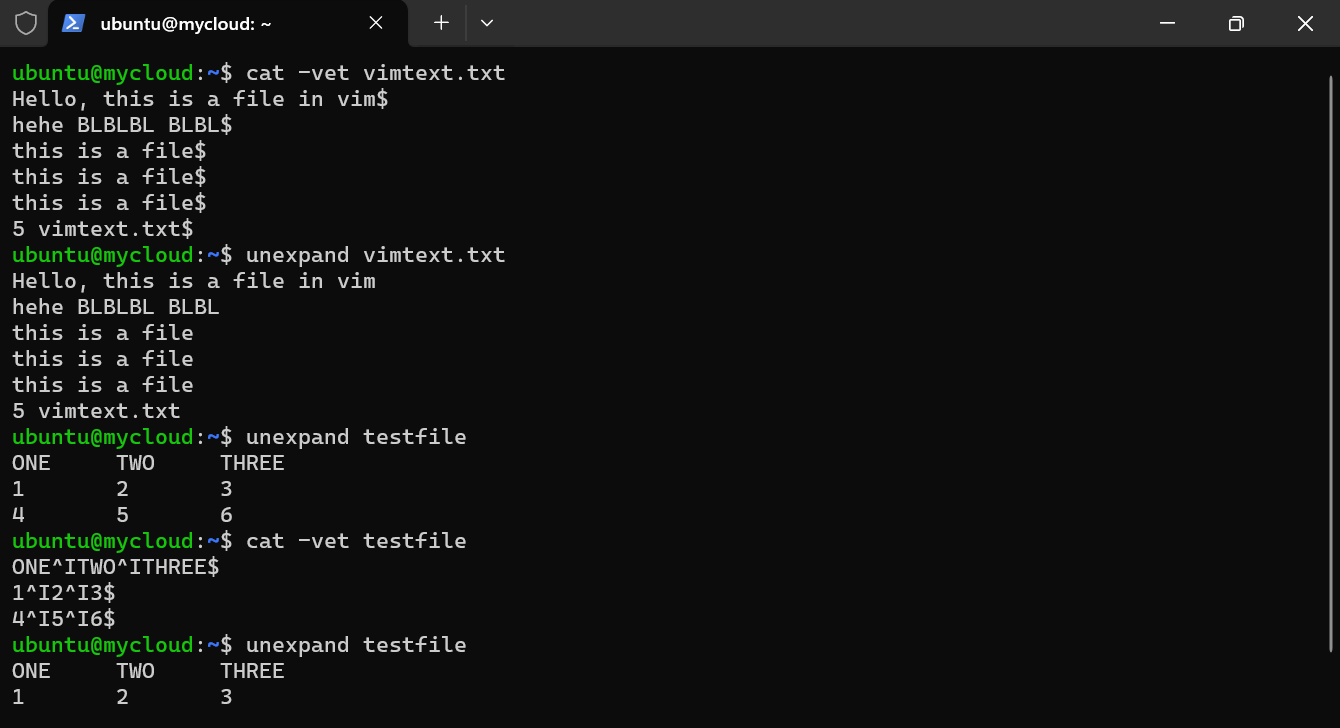 ubuntu@mycloud: ~
ubuntu@mycloud:~$ cat -vet vimtext.txt
Hello, this is a file in vim$
hehe BLBLBL BLBL$
this is a file$
this is a file$
this is a file$
5 vimtext.txt$
ubuntu@mycloud:~$ unexpand vimtext.txt
Hello, this is a file in vim
hehe BLBLBL BLBL
this is a file
this is a file
this is a file
5 vimtext.txt
ubuntu@mycloud:~$ unexpand testfile
ONE     TWO     THREE
1       2       3
4       5       6
ubuntu@mycloud:~$ cat -vet testfile
ONE^ITWO^ITHREE$
1^I2^I3$
4^I5^I6$
ubuntu@mycloud:~$ unexpand testfile
ONE     TWO     THREE
1       2       3